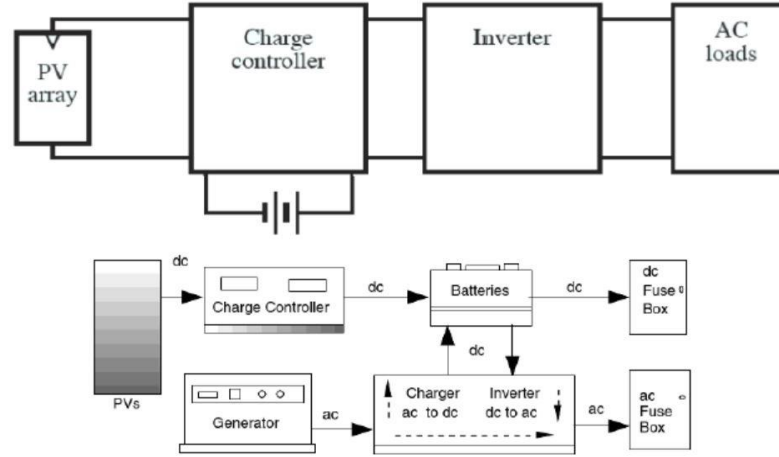 PV
array
Charge
controller
Inverter
AC
loads
dc
Charge Controller
dc
Batteries
dc
dc
Fuse
Box
PVs
dc
Generator
ac
Charger
ac to dc
Inverter
dc to ac
ac
ac
Fuse
Box